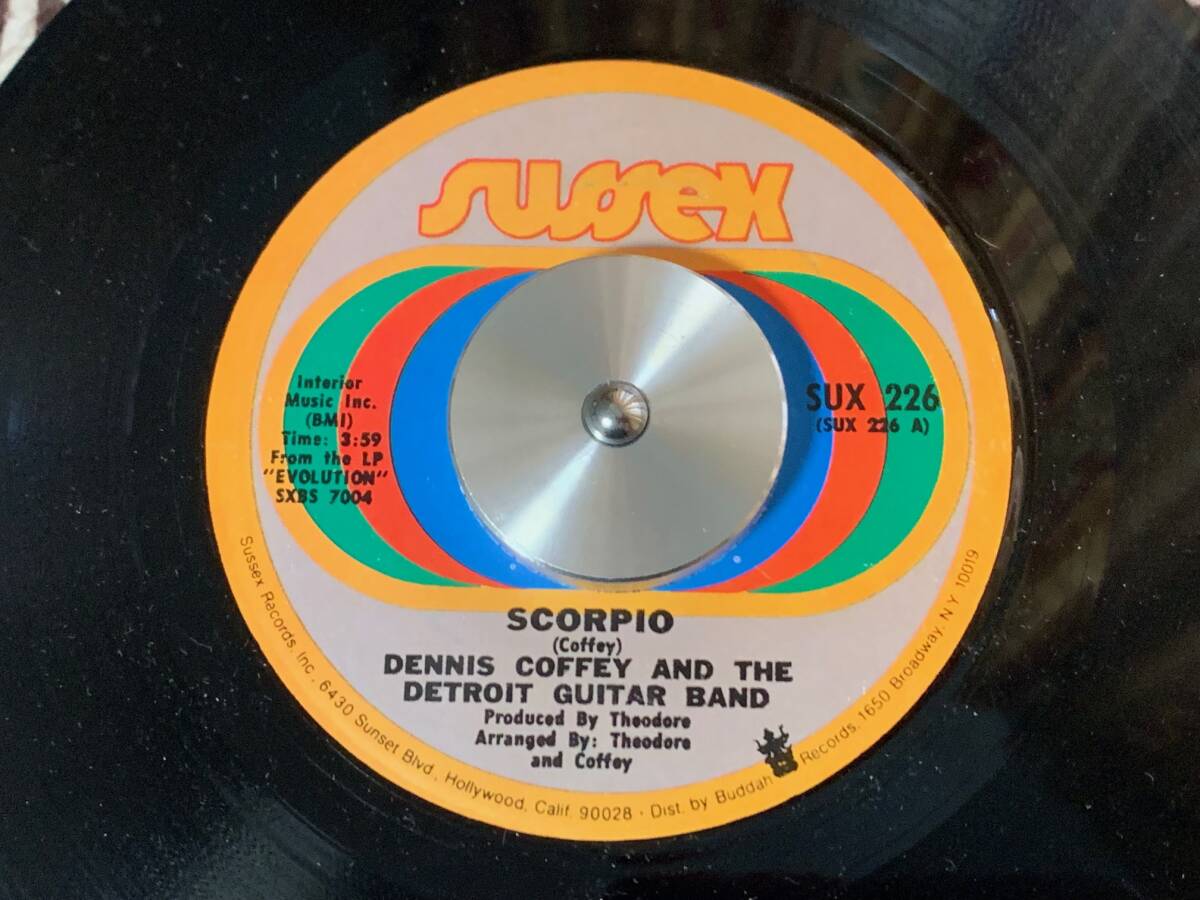 sussex
Interior
Music Inc.
(BMI)
Time: 3:59
From the LP
"EVOLUTION"
SXBS 7004
SUX 226
(SUX 226 A)
SCORPIO
(Coffey)
DENNIS COFFEY AND THE
DETROIT GUITAR BAND
Produced By Theodore
Arranged By: Theodore
and Coffey
Sussex Records, Inc., 6430 Sunset Blvd., Hollywood, Calif. 90028 · Dist. by Buddah Records, 1650 Broadway, N Y 10019